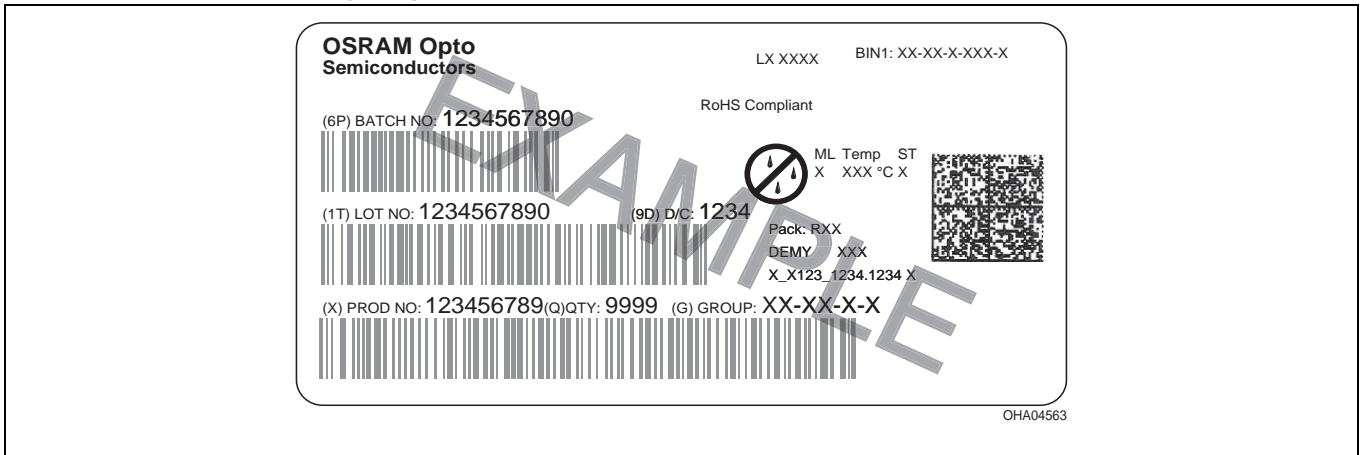 OSRAM Opto
Semiconductors
LX XXXX
BIN1: XX-XX-X-XXX-X
RoHS Compliant
(6P) BATCH NO: 1234567890
ML Temp ST
X XXX °C X
(1T) LOT NO: 1234567890 (9D) D/C: 1234
Pack: RXX
DEMY XXX
X_X123_1234.1234 X
(X) PROD NO: 123456789(Q)QTY: 9999 (G) GROUP: XX-XX-X-X
EXAMPLE
OHA04563